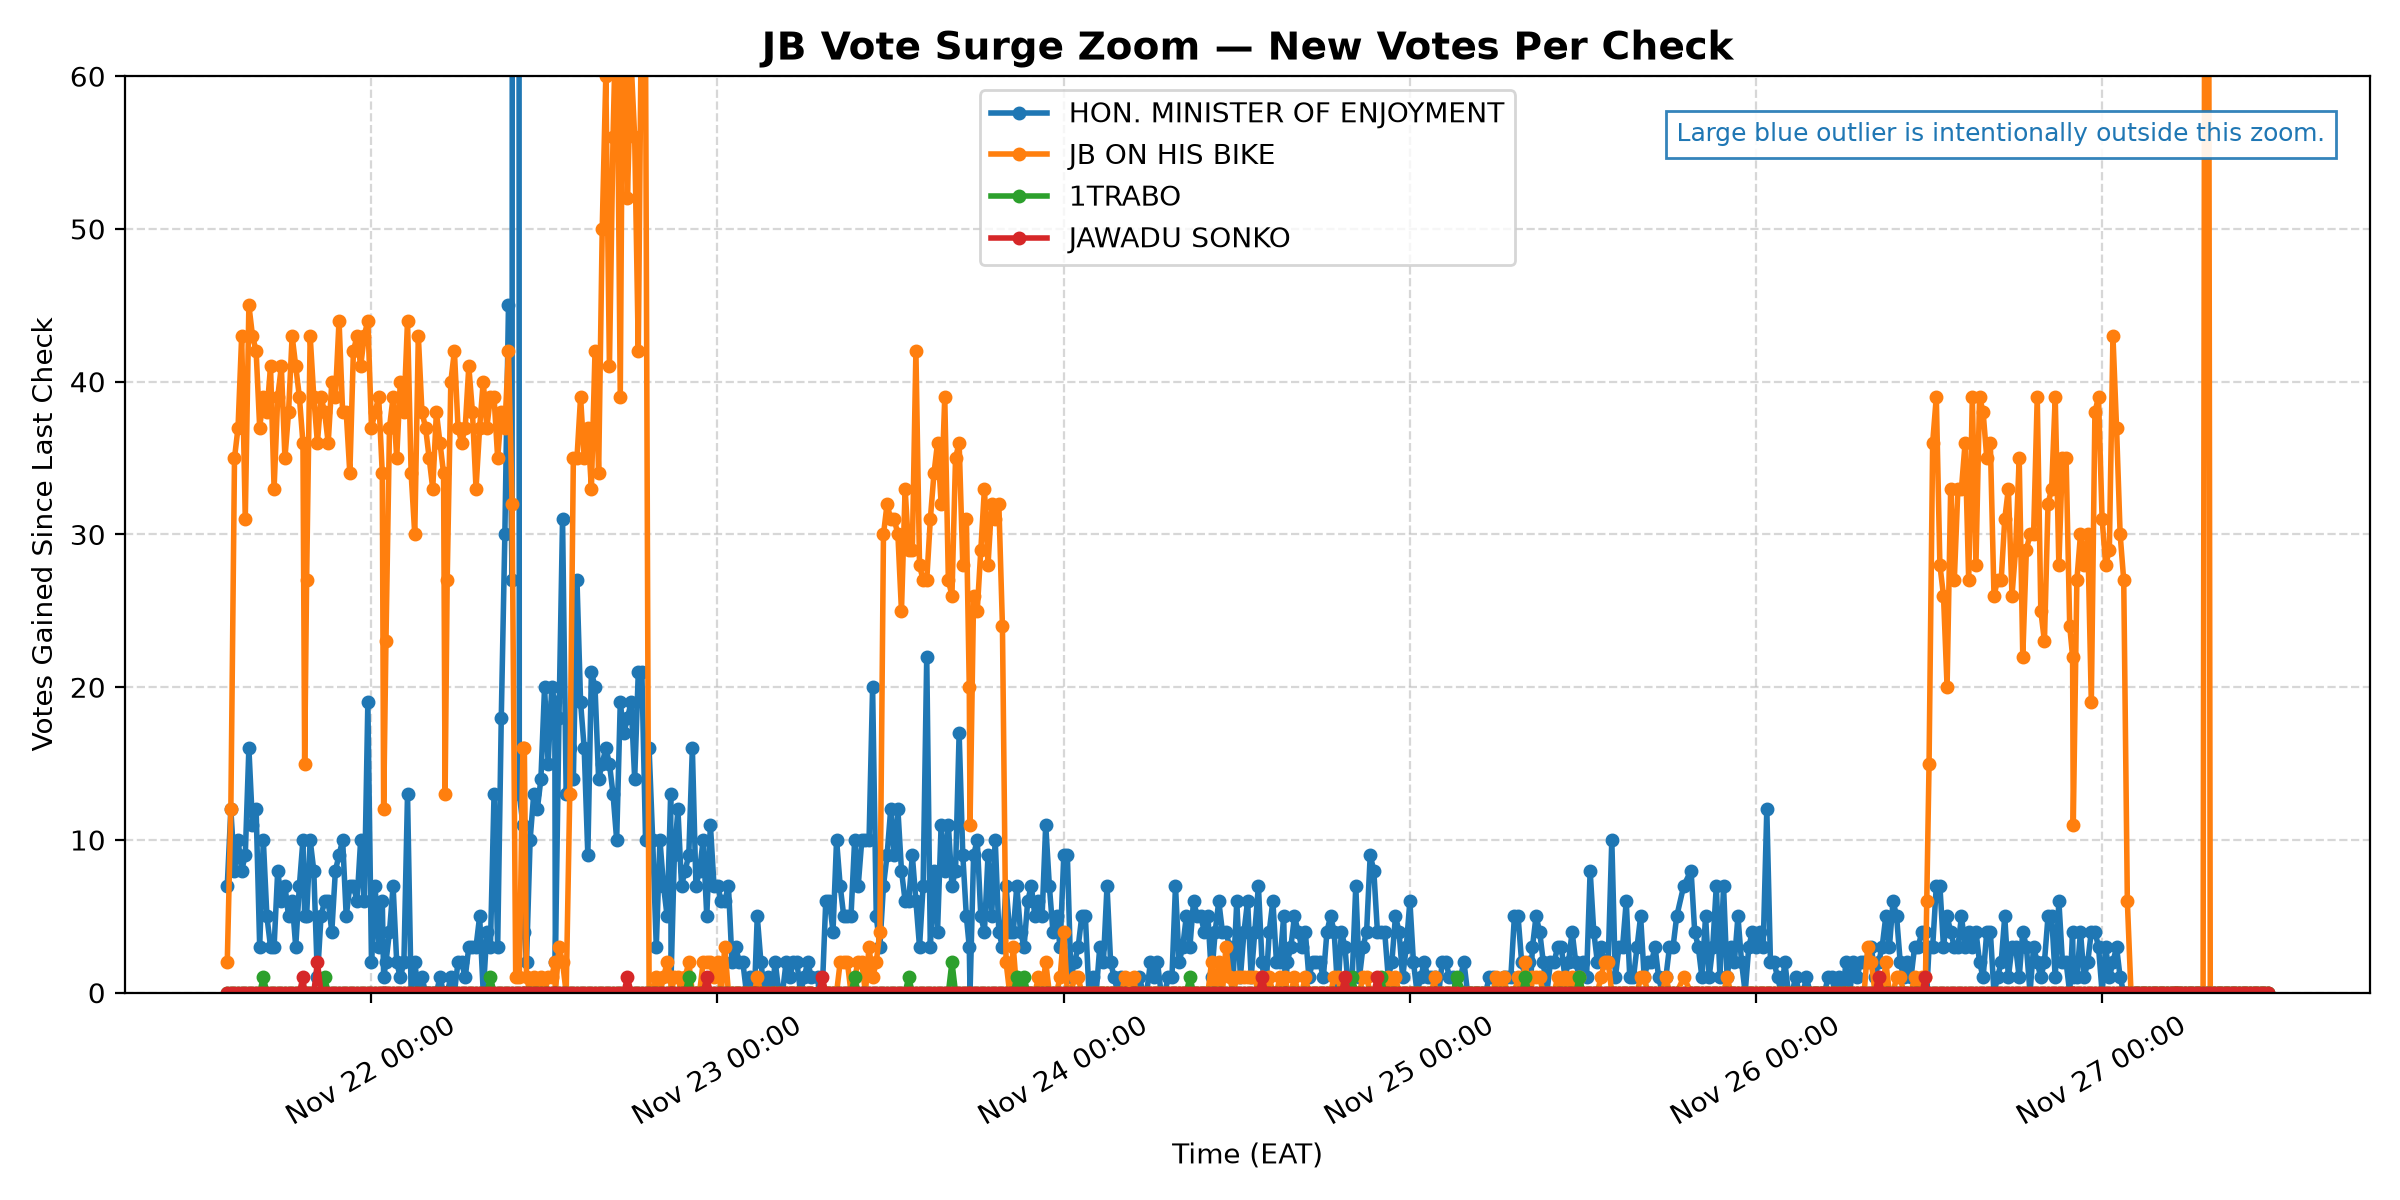 JB Vote Surge Zoom — New Votes Per Check
60
50
40
30
20
10
0
Votes Gained Since Last Check
HON. MINISTER OF ENJOYMENT
JB ON HIS BIKE
1TRABO
JAWADU SONKO
Large blue outlier is intentionally outside this zoom.
Nov 22 00:00
Nov 23 00:00
Nov 24 00:00
Nov 25 00:00
Nov 26 00:00
Nov 27 00:00
Time (EAT)